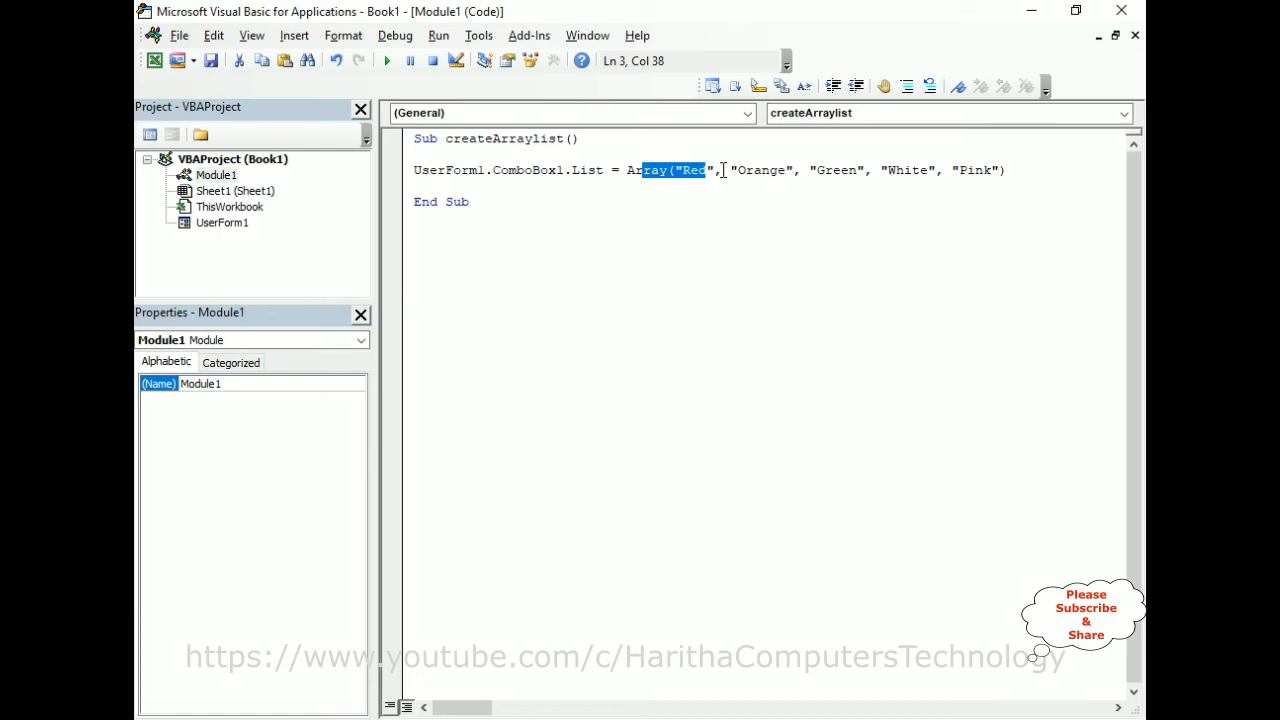 Microsoft Visual Basic for Applications - Book1 - [Module1 (Code)]
File Edit View Insert Format Debug Run Tools Add-Ins Window Help
Ln 3, Col 38
Project - VBAProject
(General)
createArraylist
VBAProject (Book1)
Module1
Sheet1 (Sheet1)
ThisWorkbook
UserForm1
Sub createArraylist()
UserForm1.ComboBox1.List = Array("Red", "Orange", "Green", "White", "Pink")
End Sub
Properties - Module1
Module1 Module
Alphabetic Categorized
(Name) Module1
Please
Subscribe
&
Share
https://www.youtube.com/c/HarithaComputersTechnology